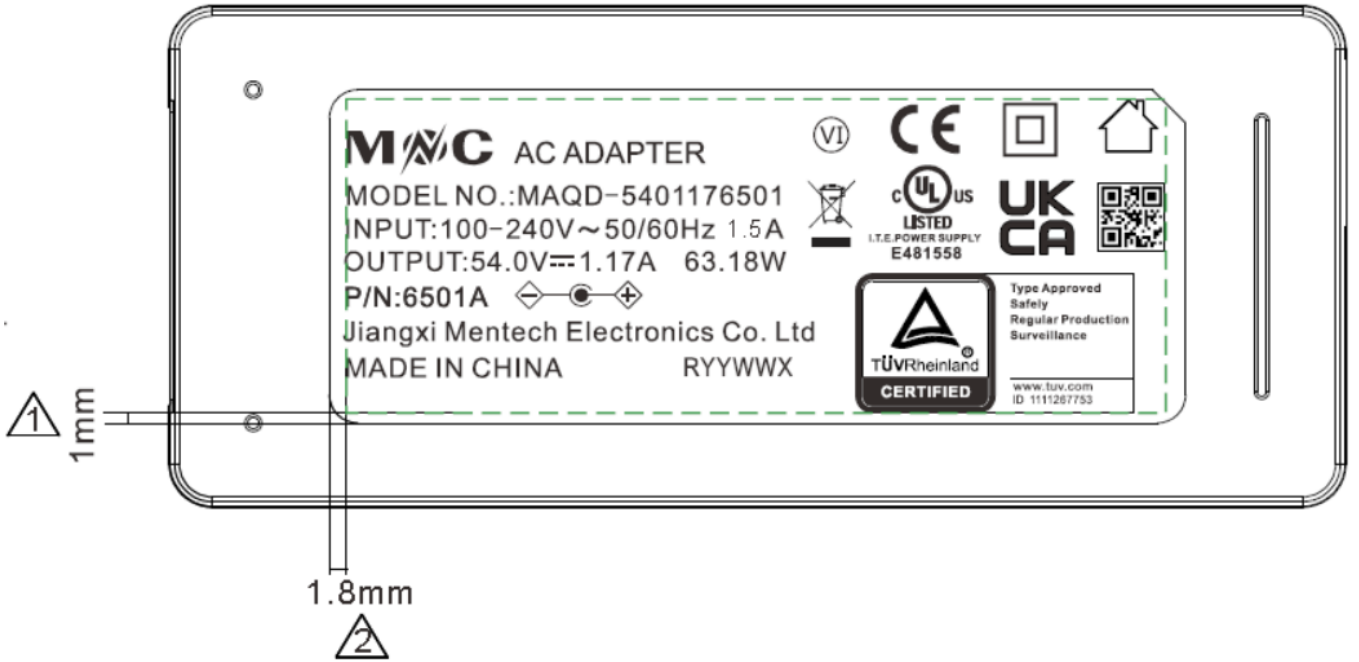 MNC AC ADAPTER
MODEL NO.:MAQD-5401176501
INPUT:100-240V~50/60Hz 1.5A
OUTPUT:54.0V⎓1.17A 63.18W
P/N:6501A
Jiangxi Mentech Electronics Co. Ltd
MADE IN CHINA RYYWWX
VI
CE
C UL US
LISTED
I.T.E.POWER SUPPLY
E481558
UK
CA
TÜVRheinland®
CERTIFIED
Type Approved
Safely
Regular Production
Surveillance
www.tuv.com
ID 1111267753
1
1mm
1.8mm
2